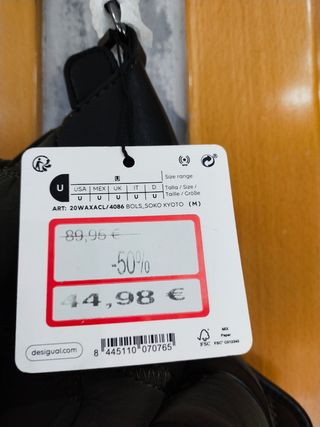 U
USA MEX UK IT D
U U U U U
U
Size range
Talla / Size /
Taille / Größe
ART: 20WAXACL/4086 BOLS_SOKO KYOTO (M)
89,95 €
-50%
44,98 €
desigual.com
8 445110 070765
FSC
MIX
Paper